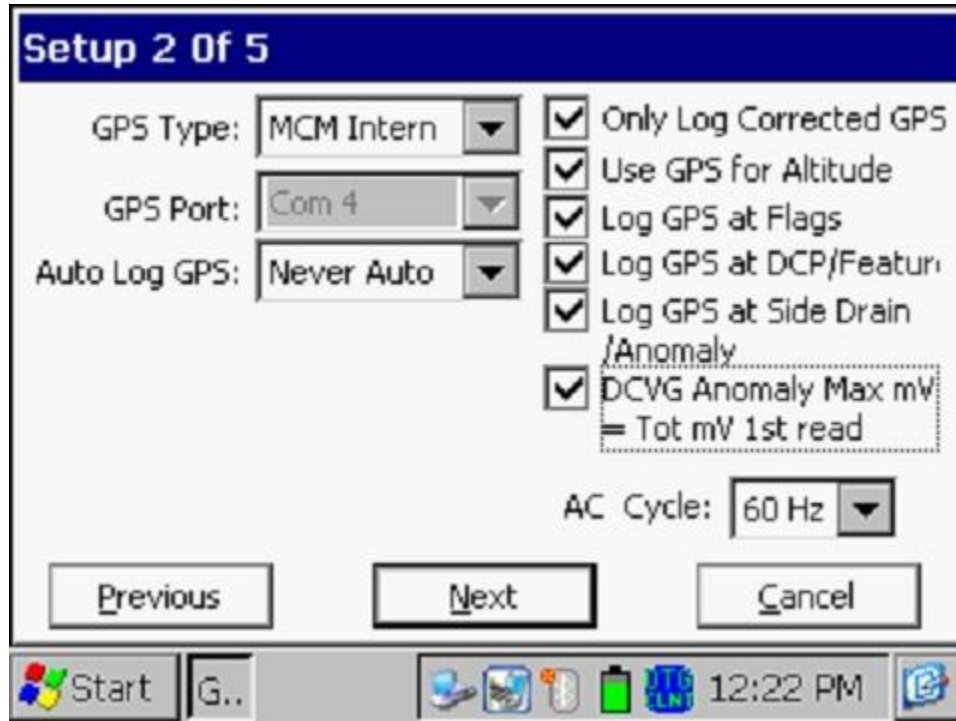 Setup 2 Of 5
GPS Type: MCM Intern
GPS Port: Com 4
Auto Log GPS: Never Auto
Only Log Corrected GPS
Use GPS for Altitude
Log GPS at Flags
Log GPS at DCP/Featur
Log GPS at Side Drain
/Anomaly
DCVG Anomaly Max mV
= Tot mV 1st read
AC Cycle: 60 Hz
Previous Next Cancel
Start G.. DTG CLNT 12:22 PM